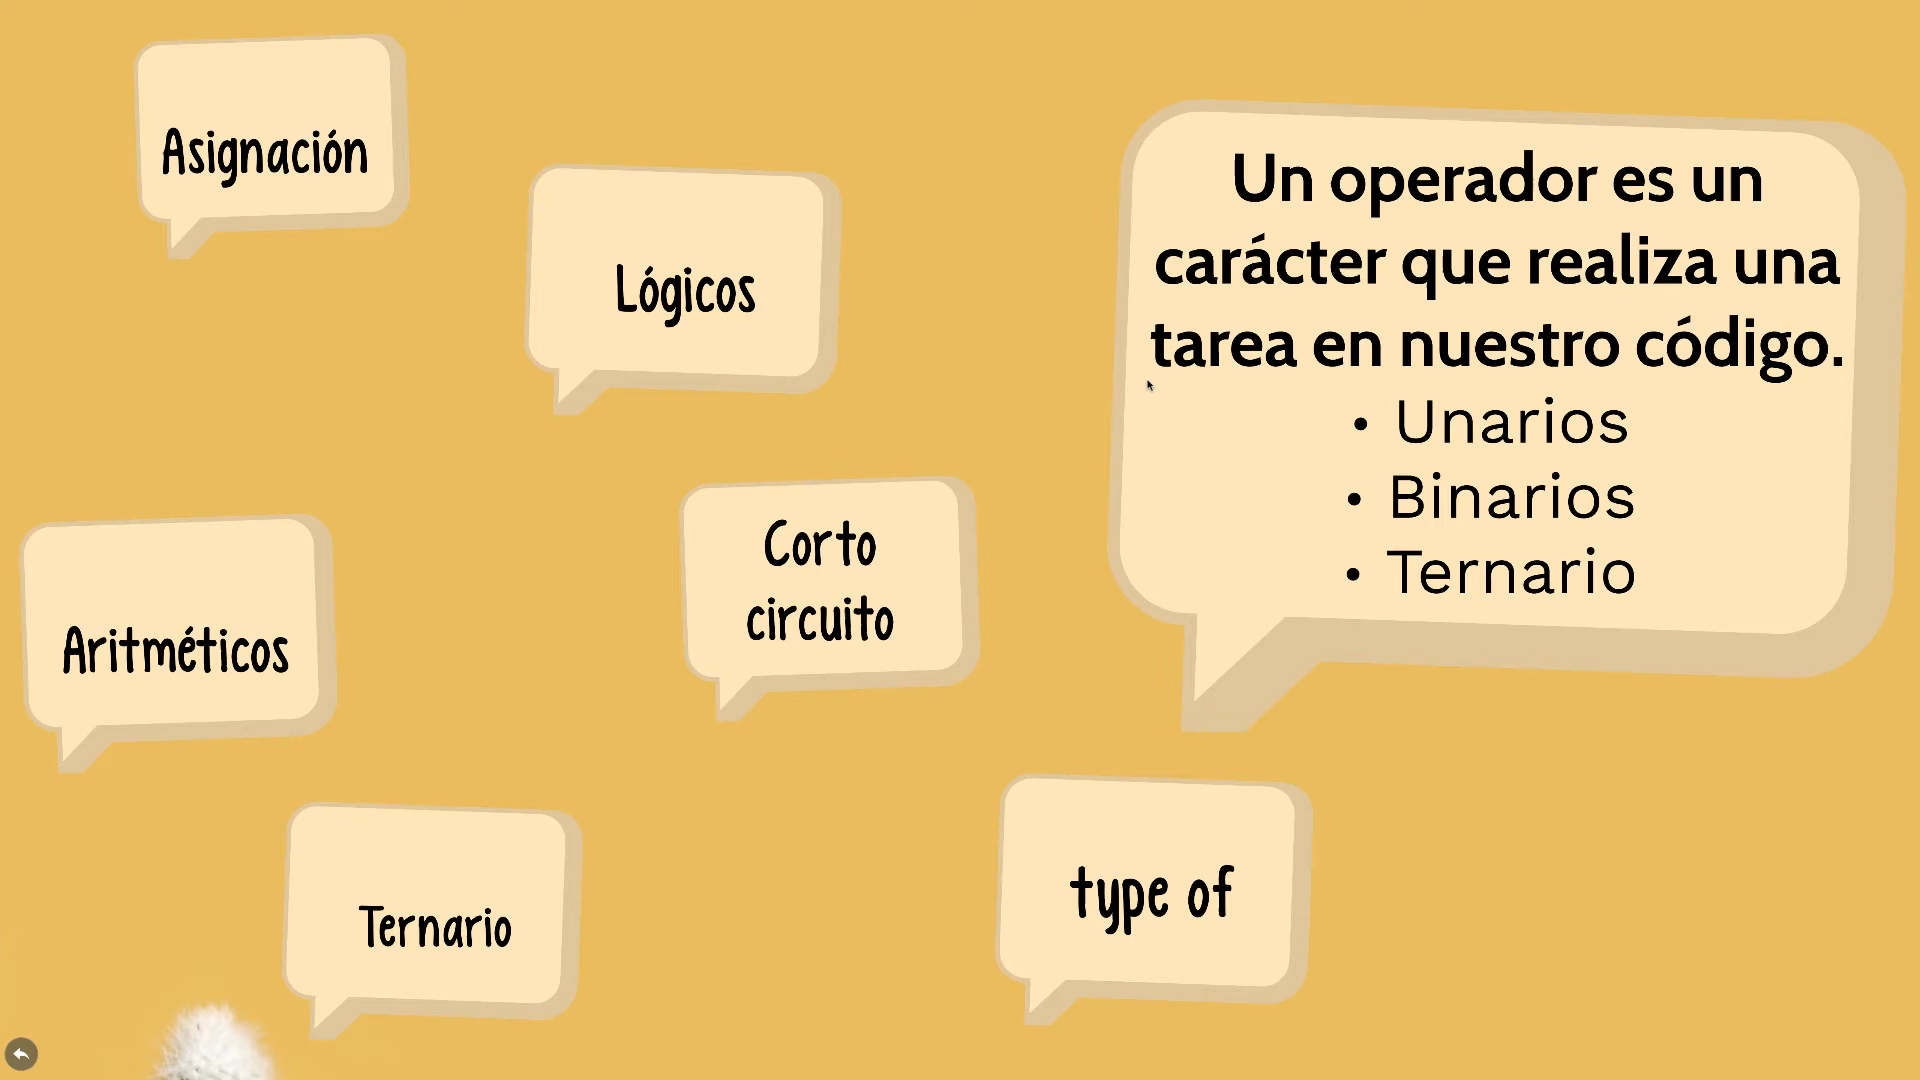 Asignación
Lógicos
Un operador es un
carácter que realiza una
tarea en nuestro código.
• Unarios
• Binarios
• Ternario
Corto
circuito
Aritméticos
type of
Ternario